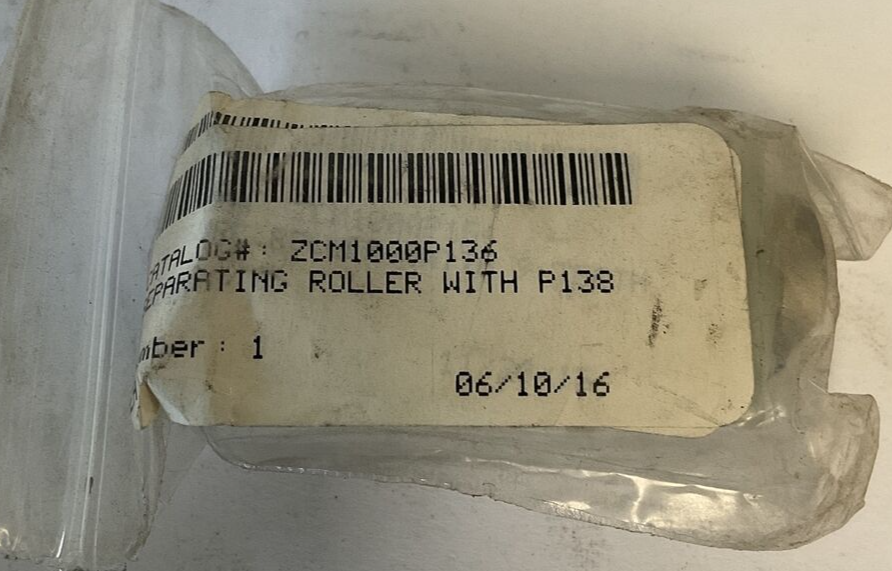 CATALOG#: ZCM1000P136
SEPARATING ROLLER WITH P138
mber: 1
06/10/16